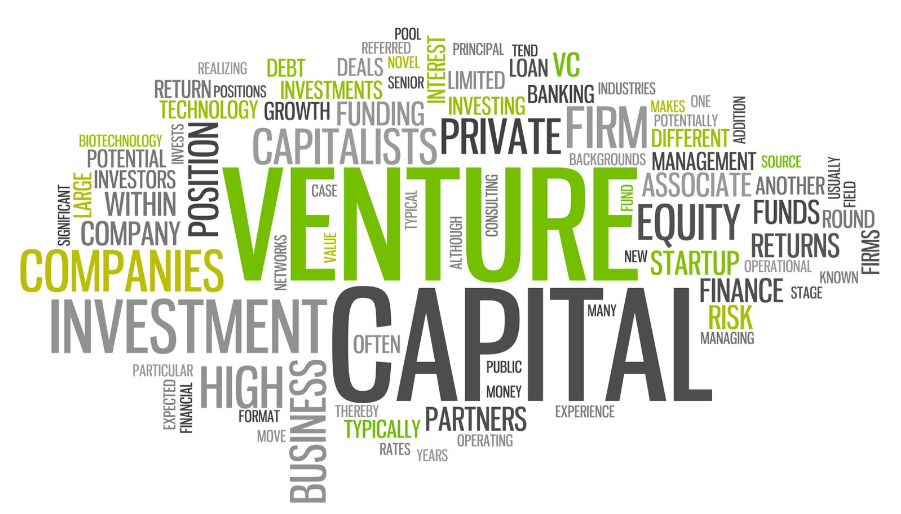 POOL
REFERRED
INTEREST
PRINCIPAL
TEND
REALIZING
DEBT
DEALS
NOVEL
LOAN
VC
RETURN
POSITIONS
INVESTMENTS
SENIOR
LIMITED
BANKING
INDUSTRIES
TECHNOLOGY
GROWTH
FUNDING
INVESTING
MAKES
ONE
FIRM
POTENTIALLY
ADDITION
BIOTECHNOLOGY
INVESTS
POSITION
CAPITALISTS
PRIVATE
DIFFERENT
POTENTIAL
BACKGROUNDS
MANAGEMENT
SOURCE
USUALLY
SIGNIFICANT
LARGE
INVESTORS
VENTURE
CASE
TYPICAL
CONSULTING
FUND
ASSOCIATE
ANOTHER
FIELD
WITHIN
EQUITY
FUNDS
ROUND
COMPANY
NETWORKS
VALUE
ALTHOUGH
RETURNS
FIRMS
COMPANIES
NEW
STARTUP
OPERATIONAL
KNOWN
FINANCE
STAGE
INVESTMENT
CAPITAL
MANY
RISK
OFTEN
MANAGING
PARTICULAR
PUBLIC
EXPECTED
FINANCIAL
HIGH
BUSINESS
MONEY
FORMAT
THEREBY
PARTNERS
EXPERIENCE
MOVE
TYPICALLY
OPERATING
RATES
YEARS